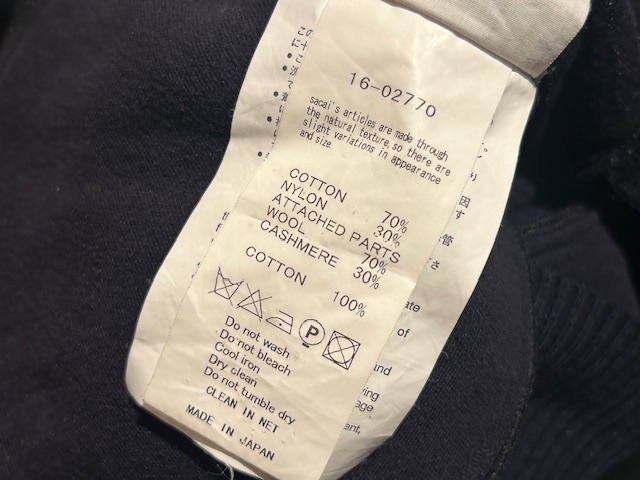 16-02770
sacai's articles are made through
the natural texture, so there are
slight variations in appearance
and size.
COTTON 70%
NYLON 30%
ATTACHED PARTS
WOOL 70%
CASHMERE 30%
COTTON 100%
P
Do not wash
Do not bleach
Cool iron
Dry clean
Do not tumble dry
CLEAN IN NET
MADE IN JAPAN
of